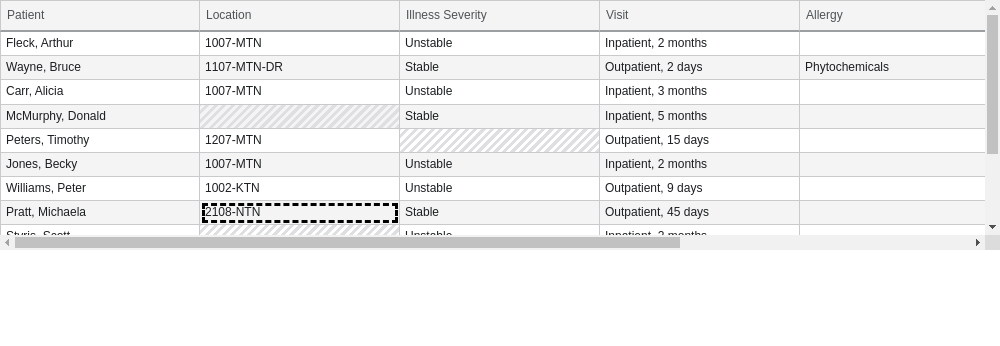 Patient Location Illness Severity Visit Allergy
Fleck, Arthur 1007-MTN Unstable Inpatient, 2 months
Wayne, Bruce 1107-MTN-DR Stable Outpatient, 2 days Phytochemicals
Carr, Alicia 1007-MTN Unstable Inpatient, 3 months
McMurphy, Donald Stable Inpatient, 5 months
Peters, Timothy 1207-MTN Outpatient, 15 days
Jones, Becky 1007-MTN Unstable Inpatient, 2 months
Williams, Peter 1002-KTN Unstable Outpatient, 9 days
Pratt, Michaela 2108-NTN Stable Outpatient, 45 days
Styris, Scott Unstable Inpatient, 2 months